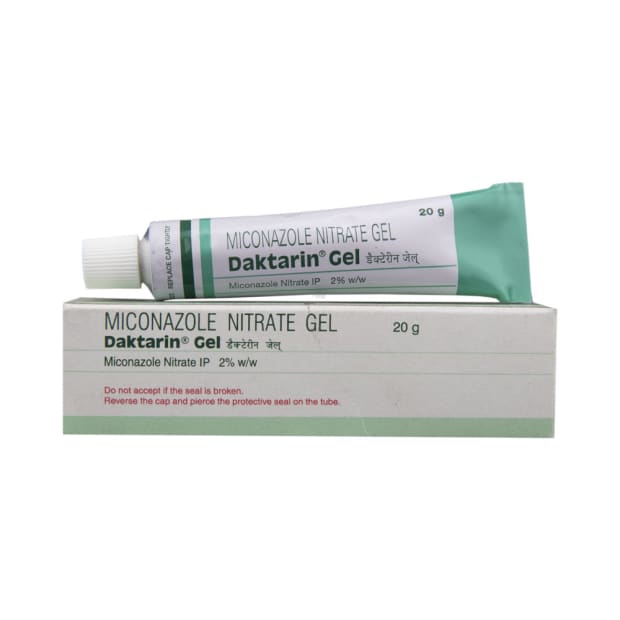 20 g
MICONAZOLE NITRATE GEL
Daktarin® Gel डैक्टेरीन जेल्
Miconazole Nitrate IP 2% w/w
REPLACE CAP TIGHTLY
MICONAZOLE NITRATE GEL 20 g
Daktarin® Gel डैक्टेरीन जेल्
Miconazole Nitrate IP 2% w/w
Do not accept if the seal is broken.
Reverse the cap and pierce the protective seal on the tube.